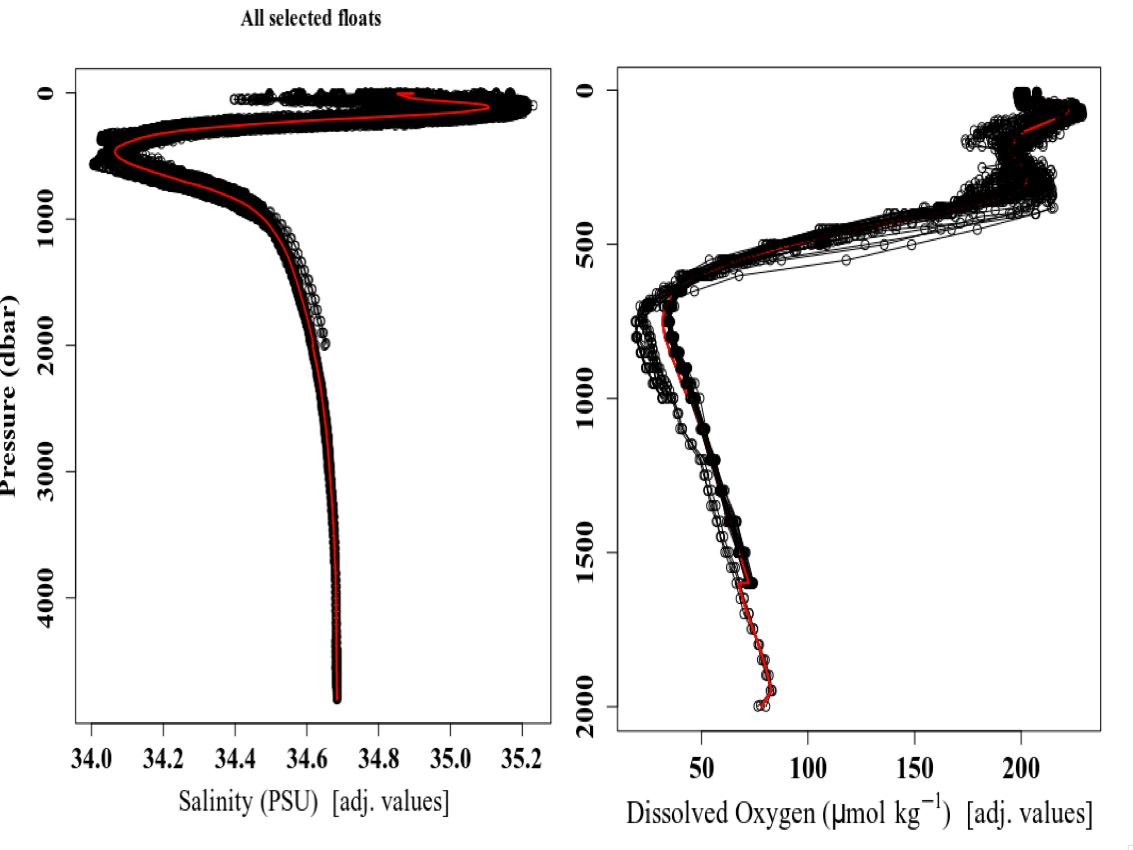 All selected floats
Pressure (dbar)
0
1000
2000
3000
4000
34.0 34.2 34.4 34.6 34.8 35.0 35.2
Salinity (PSU) [adj. values]
0
500
1000
1500
2000
50 100 150 200
Dissolved Oxygen (μmol kg⁻¹) [adj. values]